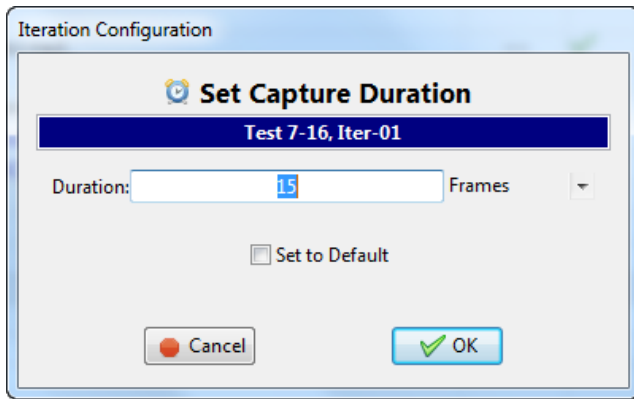 Iteration Configuration
Set Capture Duration
Test 7-16, Iter-01
Duration: 15 Frames
Set to Default
Cancel OK